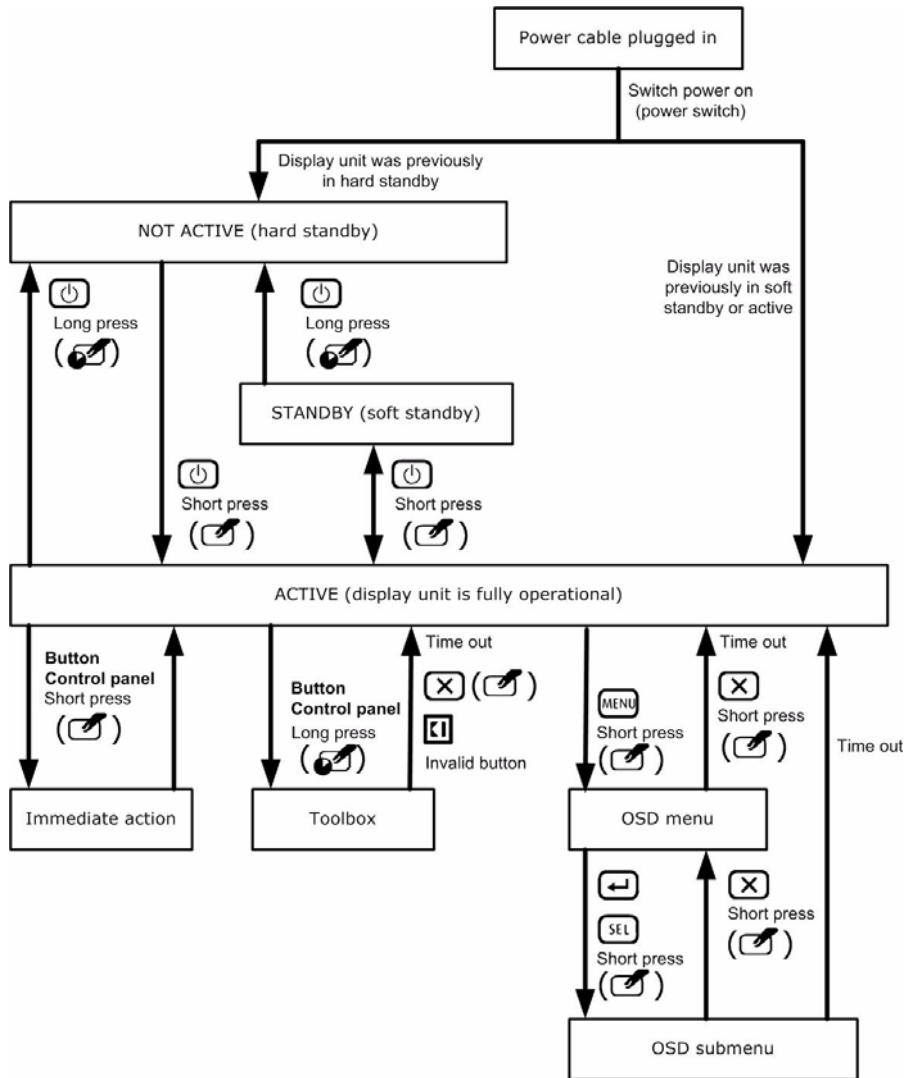 Power cable plugged in
Switch power on
(power switch)
Display unit was previously
in hard standby
NOT ACTIVE (hard standby)
Display unit was
previously in soft
standby or active
Long press
Long press
STANDBY (soft standby)
Short press
Short press
ACTIVE (display unit is fully operational)
Button
Control panel
Short press
Button
Control panel
Long press
Time out
Invalid button
MENU
Short press
Time out
Short press
Time out
Immediate action
Toolbox
OSD menu
SEL
Short press
Short press
OSD submenu